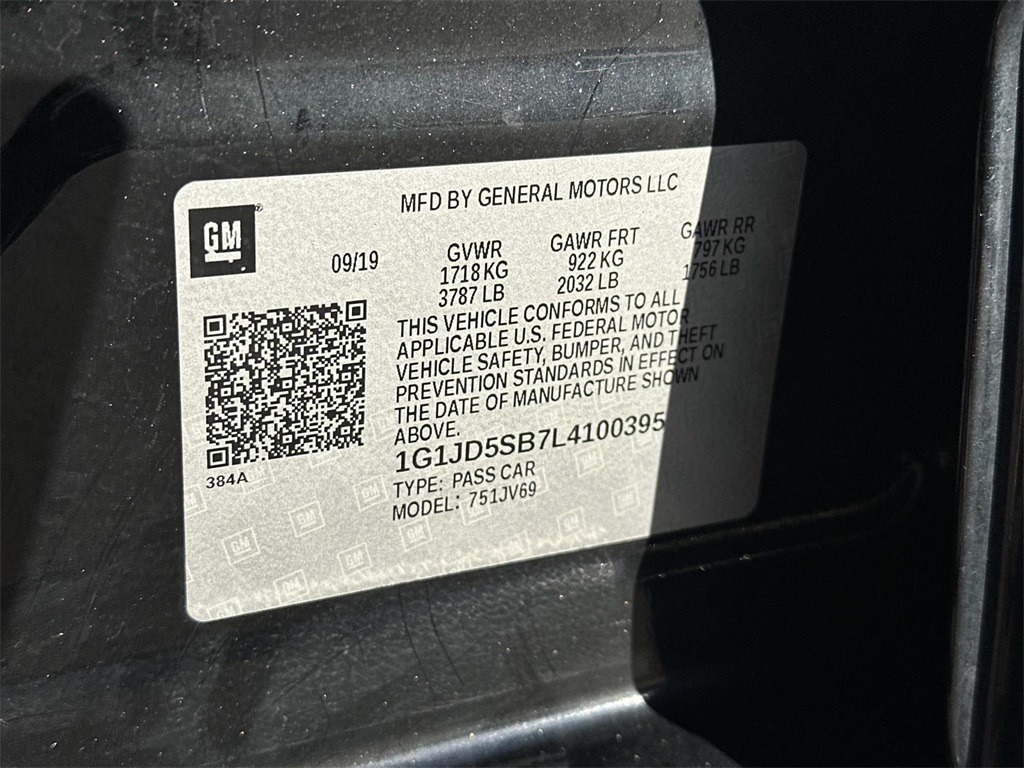 MFD BY GENERAL MOTORS LLC
GM®
09/19
GVWR
1718 KG
3787 LB
GAWR FRT
922 KG
2032 LB
GAWR RR
797 KG
1756 LB
THIS VEHICLE CONFORMS TO ALL
APPLICABLE U.S. FEDERAL MOTOR
VEHICLE SAFETY, BUMPER, AND THEFT
PREVENTION STANDARDS IN EFFECT ON
THE DATE OF MANUFACTURE SHOWN
ABOVE.
384A
1G1JD5SB7L4100395
TYPE: PASS CAR
MODEL: 751JV69